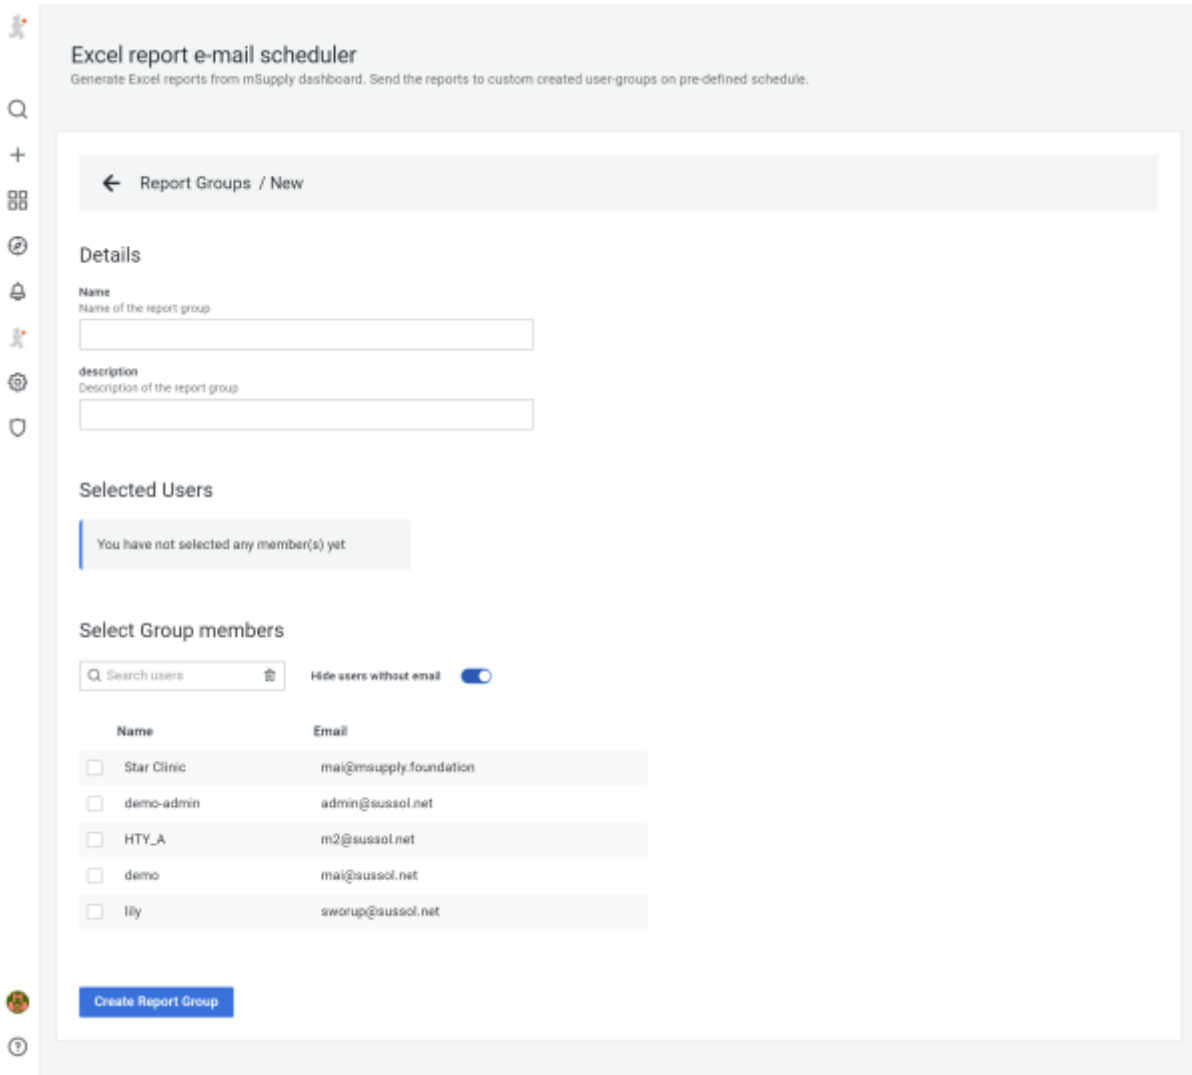 Excel report e-mail scheduler
Generate Excel reports from mSupply dashboard. Send the reports to custom created user-groups on pre-defined schedule.
Report Groups / New
Details
Name
Name of the report group
description
Description of the report group
Selected Users
You have not selected any member(s) yet
Select Group members
Search users Hide users without email
Name Email
Star Clinic mai@msupply.foundation
demo-admin admin@sussol.net
HTY_A m2@sussol.net
demo mai@sussol.net
lily sworup@sussol.net
Create Report Group